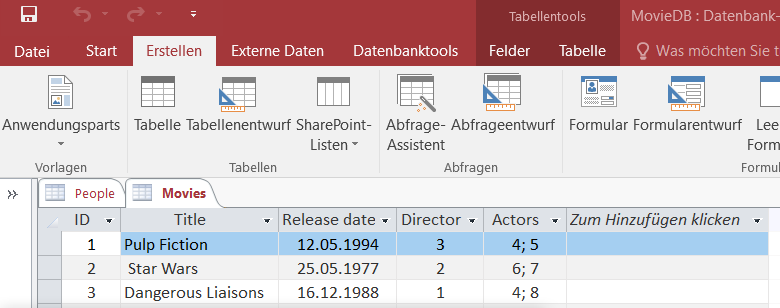 Tabellentools MovieDB : Datenbank-
Datei Start Erstellen Externe Daten Datenbanktools Felder Tabelle Was möchten Sie t
Anwendungsparts Tabelle Tabellenentwurf SharePoint-Listen Abfrage-Assistent Abfrageentwurf Formular Formularentwurf Lee Form
Vorlagen Tabellen Abfragen Formul
People Movies
ID Title Release date Director Actors Zum Hinzufügen klicken
1 Pulp Fiction 12.05.1994 3 4; 5
2 Star Wars 25.05.1977 2 6; 7
3 Dangerous Liaisons 16.12.1988 1 4; 8